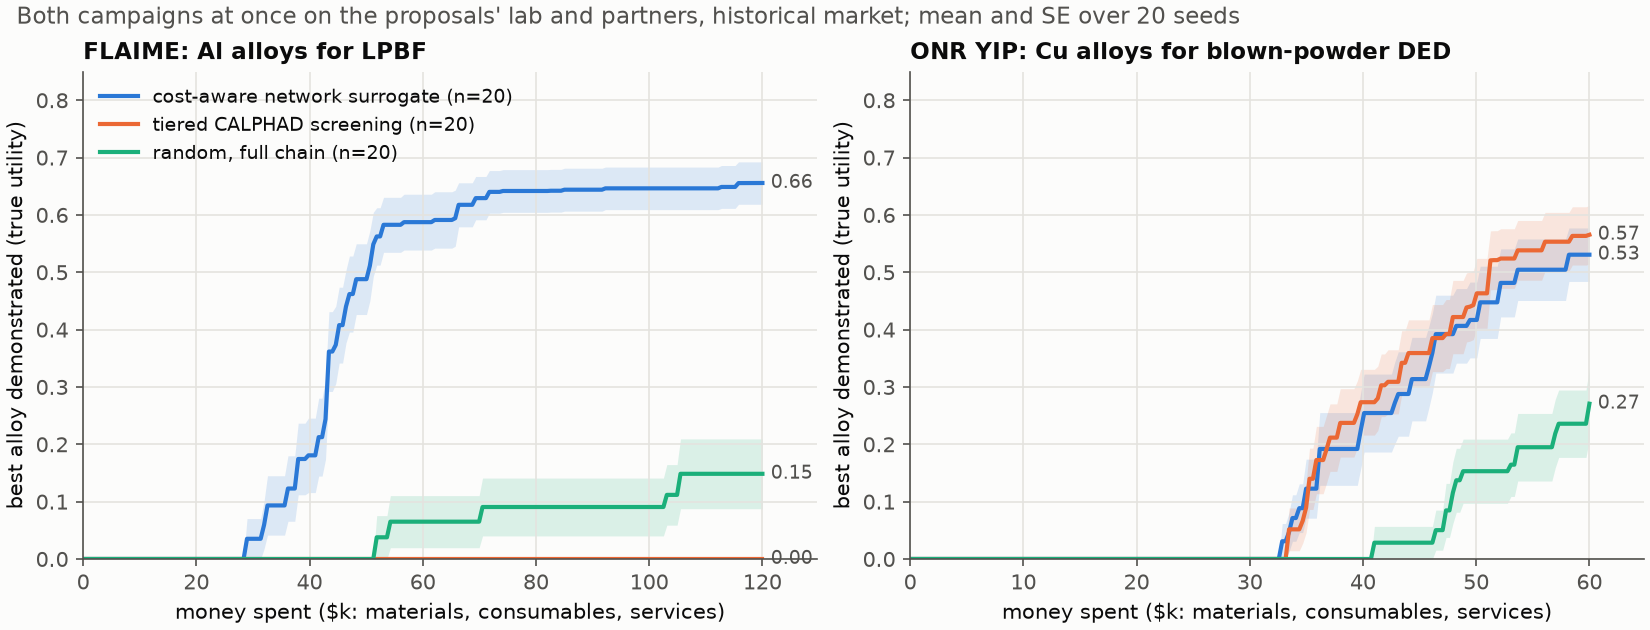 Both campaigns at once on the proposals' lab and partners, historical market; mean and SE over 20 seeds
FLAIME: Al alloys for LPBF
best alloy demonstrated (true utility)
0.8
0.7
0.6
0.5
0.4
0.3
0.2
0.1
0.0
cost-aware network surrogate (n=20)
tiered CALPHAD screening (n=20)
random, full chain (n=20)
0.66
0.15
0.00
0 20 40 60 80 100 120
money spent ($k: materials, consumables, services)
ONR YIP: Cu alloys for blown-powder DED
best alloy demonstrated (true utility)
0.8
0.7
0.6
0.5
0.4
0.3
0.2
0.1
0.0
0.57
0.53
0.27
0 10 20 30 40 50 60
money spent ($k: materials, consumables, services)